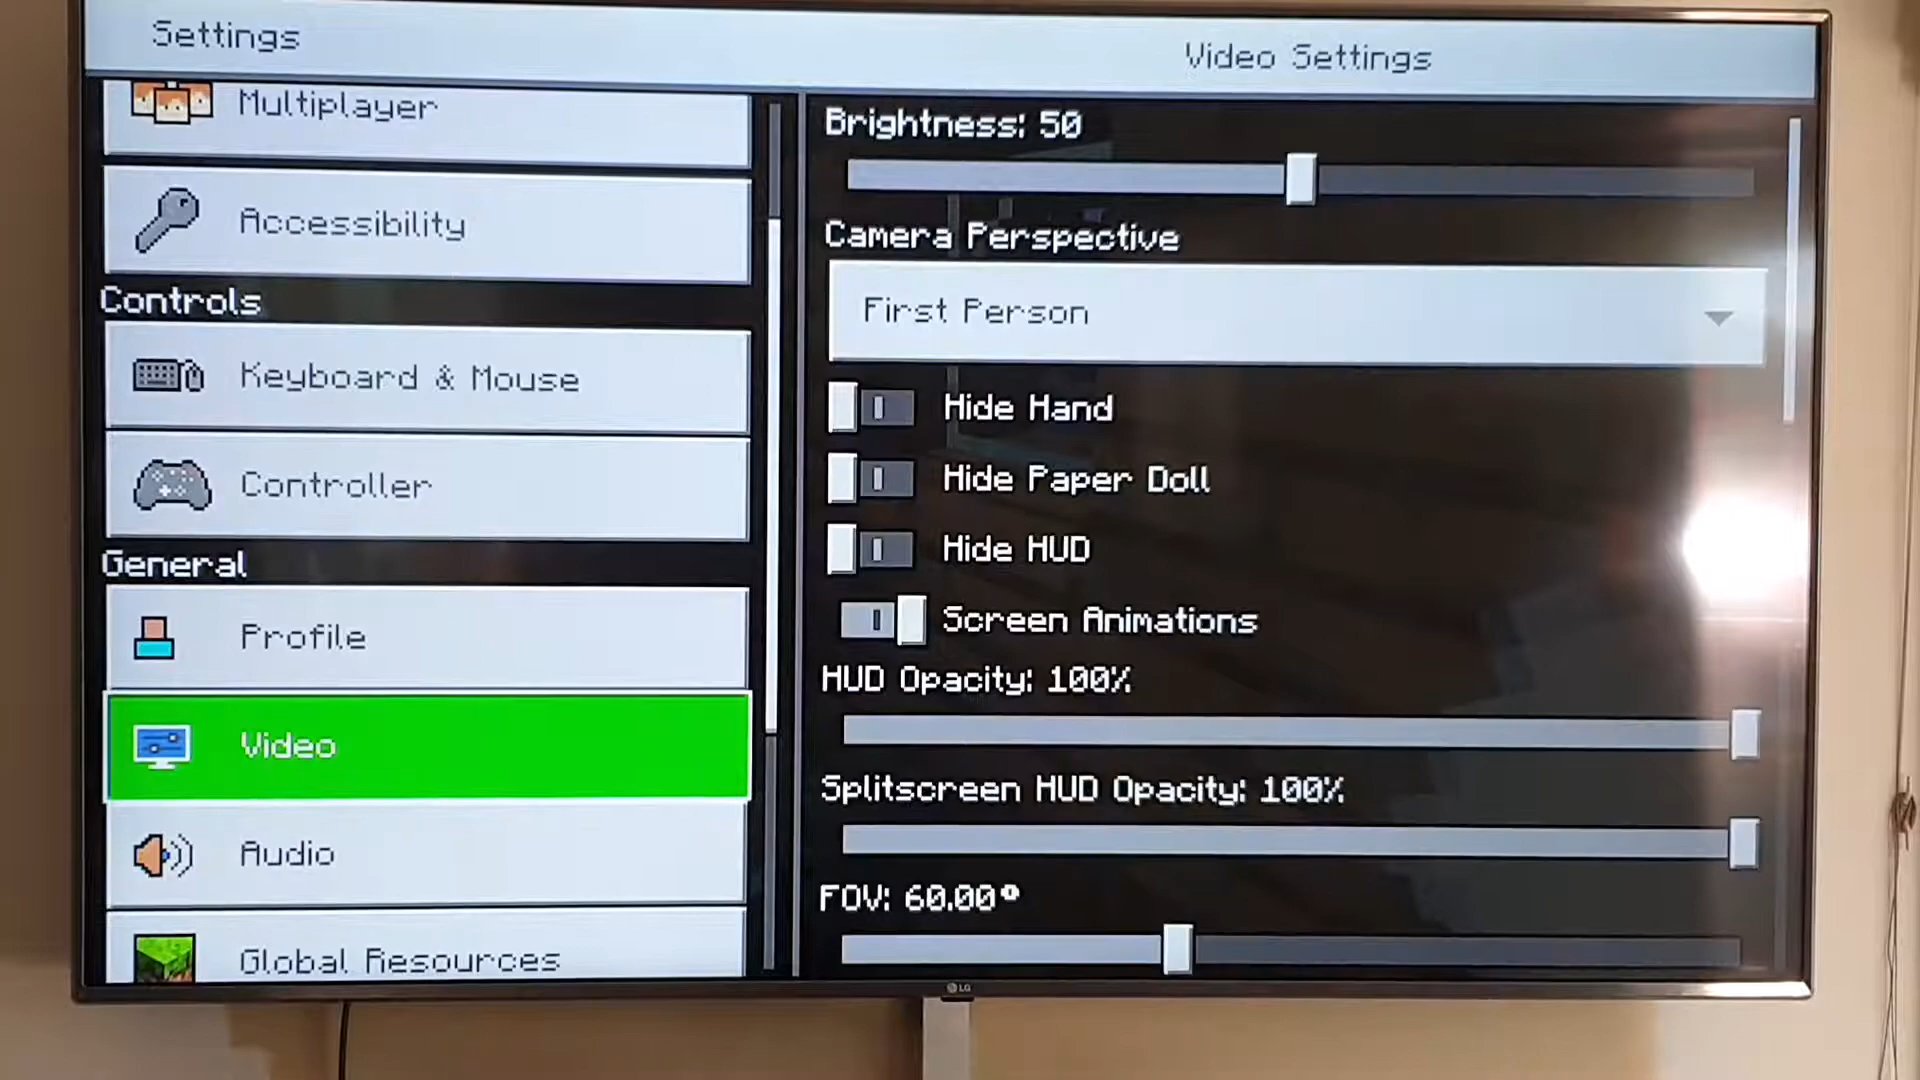 Settings
Video Settings
Multiplayer
Accessibility
Controls
Keyboard & Mouse
Controller
General
Profile
Video
Audio
Global Resources
Brightness: 50
Camera Perspective
First Person
Hide Hand
Hide Paper Doll
Hide HUD
Screen Animations
HUD Opacity: 100%
Splitscreen HUD Opacity: 100%
FOV: 60.00°
LG